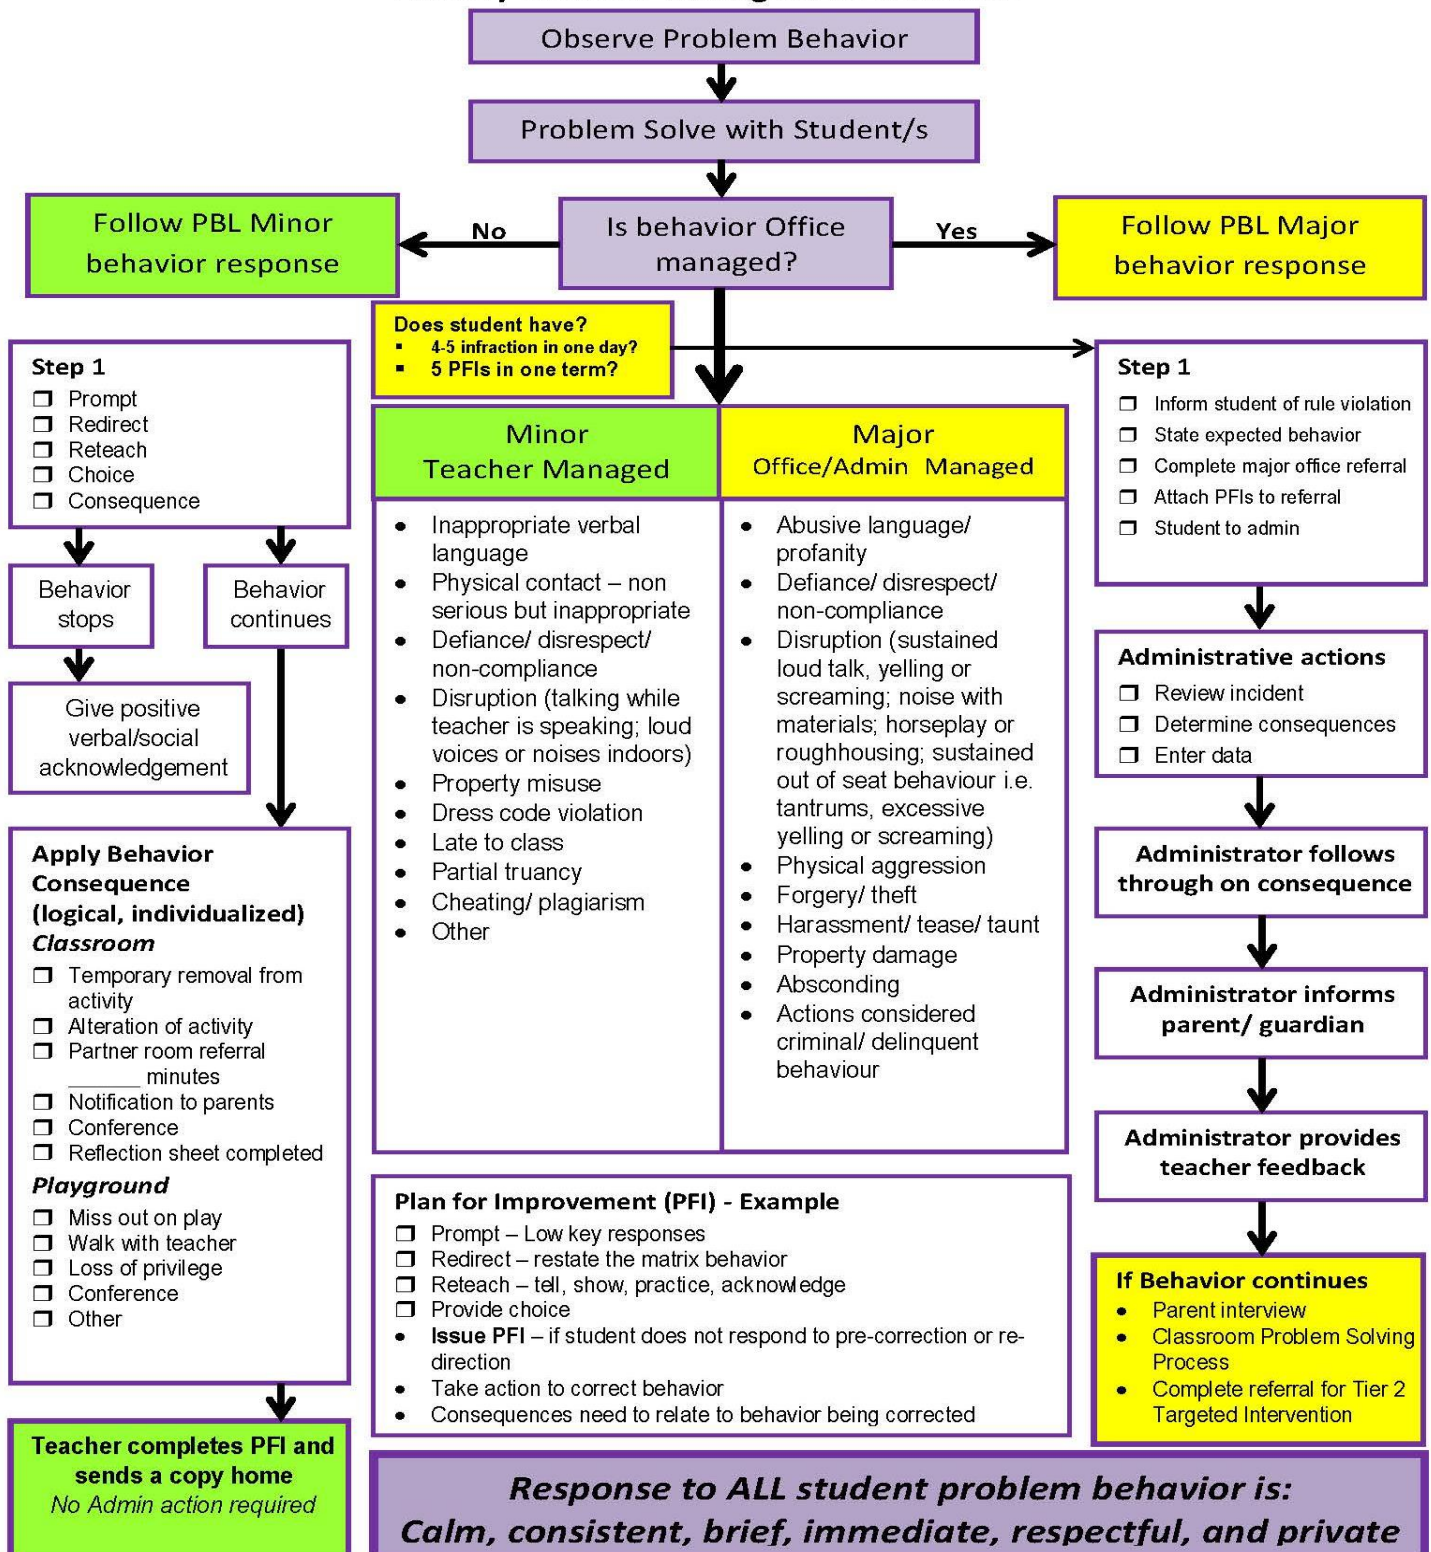 Observe Problem Behavior
Problem Solve with Student/s
Follow PBL Minor
behavior response
No
Is behavior Office
managed?
Yes
Follow PBL Major
behavior response
Does student have?
▪ 4-5 infraction in one day?
▪ 5 PFIs in one term?
Step 1
❒ Prompt
❒ Redirect
❒ Reteach
❒ Choice
❒ Consequence
Behavior
stops
Behavior
continues
Give positive
verbal/social
acknowledgement
Apply Behavior
Consequence
(logical, individualized)
Classroom
❒ Temporary removal from
activity
❒ Alteration of activity
❒ Partner room referral
______ minutes
❒ Notification to parents
❒ Conference
❒ Reflection sheet completed
Playground
❒ Miss out on play
❒ Walk with teacher
❒ Loss of privilege
❒ Conference
❒ Other
Teacher completes PFI and
sends a copy home
No Admin action required
Minor
Teacher Managed
• Inappropriate verbal
language
• Physical contact – non
serious but inappropriate
• Defiance/ disrespect/
non-compliance
• Disruption (talking while
teacher is speaking; loud
voices or noises indoors)
• Property misuse
• Dress code violation
• Late to class
• Partial truancy
• Cheating/ plagiarism
• Other
Major
Office/Admin Managed
• Abusive language/
profanity
• Defiance/ disrespect/
non-compliance
• Disruption (sustained
loud talk, yelling or
screaming; noise with
materials; horseplay or
roughhousing; sustained
out of seat behaviour i.e.
tantrums, excessive
yelling or screaming)
• Physical aggression
• Forgery/ theft
• Harassment/ tease/ taunt
• Property damage
• Absconding
• Actions considered
criminal/ delinquent
behaviour
Plan for Improvement (PFI) - Example
❒ Prompt – Low key responses
❒ Redirect – restate the matrix behavior
❒ Reteach – tell, show, practice, acknowledge
❒ Provide choice
• Issue PFI – if student does not respond to pre-correction or re-
direction
• Take action to correct behavior
• Consequences need to relate to behavior being corrected
Step 1
❒ Inform student of rule violation
❒ State expected behavior
❒ Complete major office referral
❒ Attach PFIs to referral
❒ Student to admin
Administrative actions
❒ Review incident
❒ Determine consequences
❒ Enter data
Administrator follows
through on consequence
Administrator informs
parent/ guardian
Administrator provides
teacher feedback
If Behavior continues
• Parent interview
• Classroom Problem Solving
Process
• Complete referral for Tier 2
Targeted Intervention
Response to ALL student problem behavior is:
Calm, consistent, brief, immediate, respectful, and private